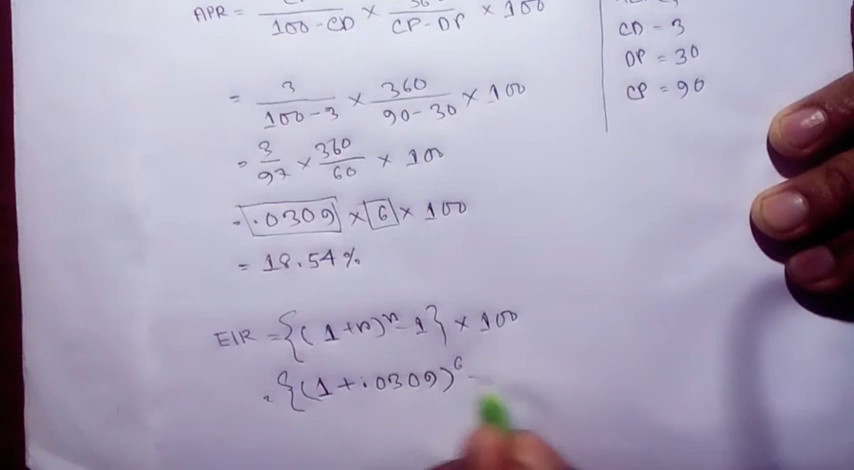 APR = / 100 - CD × / CP - DP × 100
CD - 3
DP = 30
CP = 90
= 3 / 100 - 3 × 360 / 90 - 30 × 100
= 3 / 97 × 360 / 60 × 100
= .0309 × 6 × 100
= 18.54%
EIR = {(1+r)ⁿ - 1} × 100
= {(1 + .0309)⁶ -